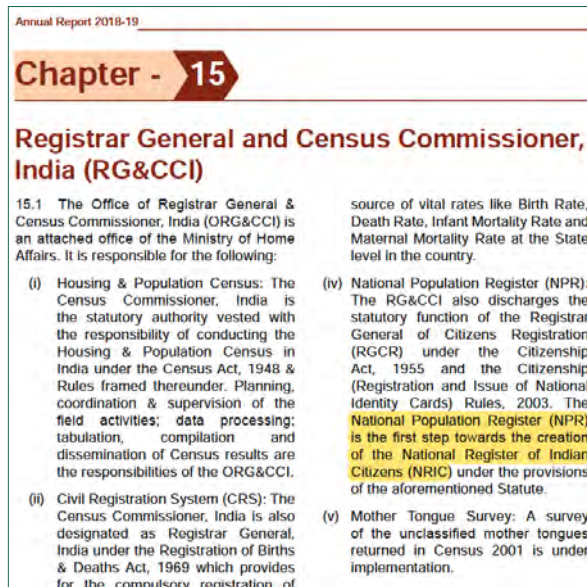 Annual Report 2018-19
Chapter - 15
Registrar General and Census Commissioner,
India (RG&CCI)
15.1 The Office of Registrar General &
Census Commissioner, India (ORG&CCI) is
an attached office of the Ministry of Home
Affairs. It is responsible for the following:
(i) Housing & Population Census: The
Census Commissioner, India is
the statutory authority vested with
the responsibility of conducting the
Housing & Population Census in
India under the Census Act, 1948 &
Rules framed thereunder. Planning,
coordination & supervision of the
field activities; data processing;
tabulation, compilation and
dissemination of Census results are
the responsibilities of the ORG&CCI.
(ii) Civil Registration System (CRS): The
Census Commissioner, India is also
designated as Registrar General,
India under the Registration of Births
& Deaths Act, 1969 which provides
for the compulsory registration of
source of vital rates like Birth Rate,
Death Rate, Infant Mortality Rate and
Maternal Mortality Rate at the State
level in the country.
(iv) National Population Register (NPR):
The RG&CCI also discharges the
statutory function of the Registrar
General of Citizens Registration
(RGCR) under the Citizenship
Act, 1955 and the Citizenship
(Registration and Issue of National
Identity Cards) Rules, 2003. The
National Population Register (NPR)
is the first step towards the creation
of the National Register of Indian
Citizens (NRIC) under the provisions
of the aforementioned Statute.
(v) Mother Tongue Survey: A survey
of the unclassified mother tongues
returned in Census 2001 is under
implementation.